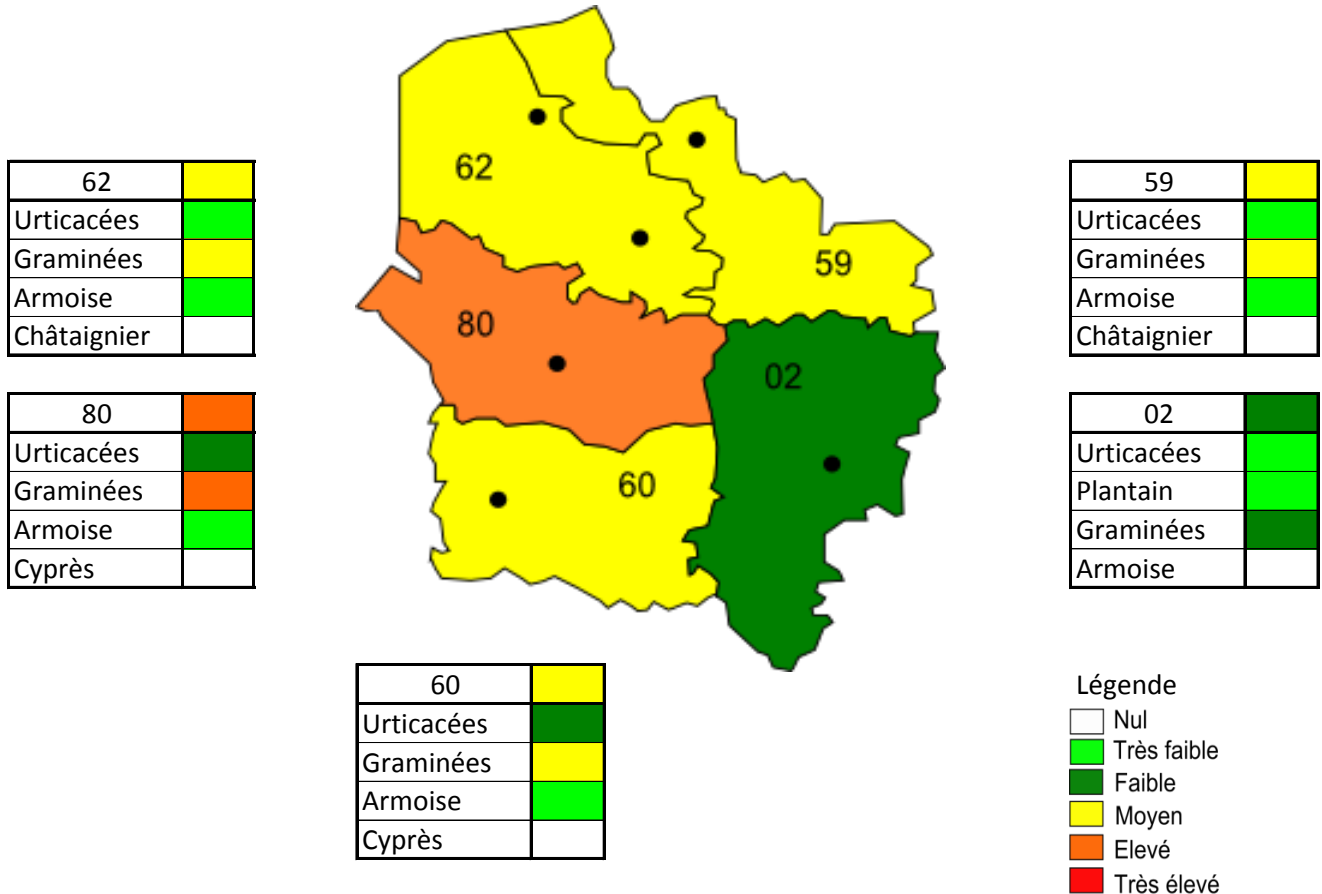 62
Urticacées
Graminées
Armoise
Châtaignier
80
Urticacées
Graminées
Armoise
Cyprès
62
59
80
02
60
59
Urticacées
Graminées
Armoise
Châtaignier
02
Urticacées
Plantain
Graminées
Armoise
60
Urticacées
Graminées
Armoise
Cyprès
Légende
Nul
Très faible
Faible
Moyen
Elevé
Très élevé